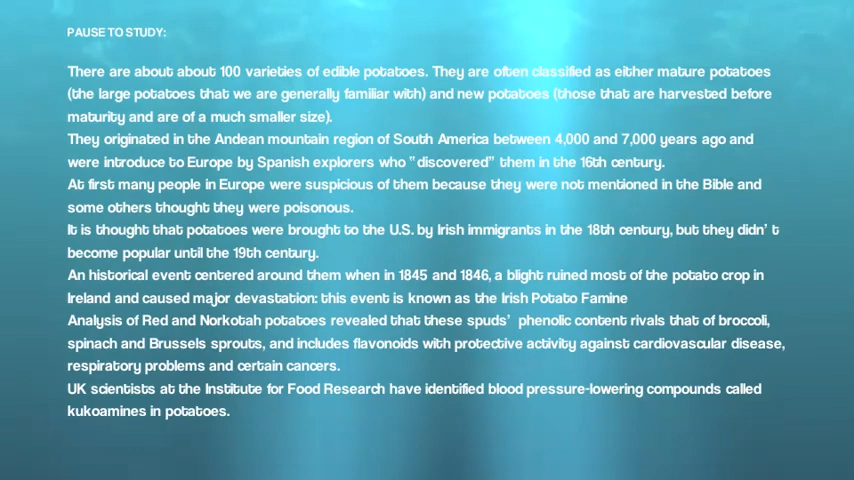 PAUSE TO STUDY:
There are about about 100 varieties of edible potatoes. They are often classified as either mature potatoes
(the large potatoes that we are generally familiar with) and new potatoes (those that are harvested before
maturity and are of a much smaller size).
They originated in the Andean mountain region of South America between 4,000 and 7,000 years ago and
were introduce to Europe by Spanish explorers who “discovered” them in the 16th century.
At first many people in Europe were suspicious of them because they were not mentioned in the Bible and
some others thought they were poisonous.
It is thought that potatoes were brought to the U.S. by Irish immigrants in the 18th century, but they didn’t
become popular until the 19th century.
An historical event centered around them when in 1845 and 1846, a blight ruined most of the potato crop in
Ireland and caused major devastation: this event is known as the Irish Potato Famine
Analysis of Red and Norkotah potatoes revealed that these spuds’ phenolic content rivals that of broccoli,
spinach and Brussels sprouts, and includes flavonoids with protective activity against cardiovascular disease,
respiratory problems and certain cancers.
UK scientists at the Institute for Food Research have identified blood pressure-lowering compounds called
kukoamines in potatoes.